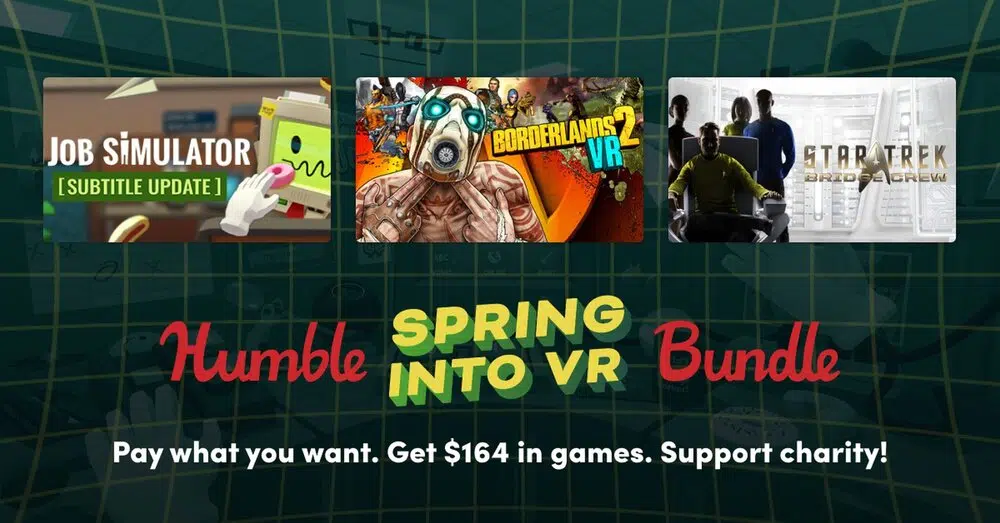 JOB SIMULATOR
[SUBTITLE UPDATE]
BORDERLANDS 2
VR
STAR TREK
BRIDGE CREW
Humble SPRING INTO VR Bundle
Pay what you want. Get $164 in games. Support charity!